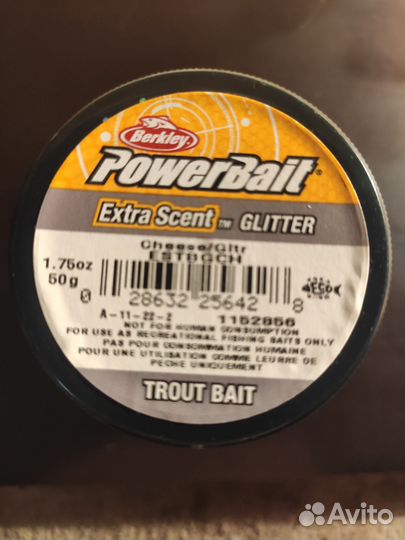 Berkley
PowerBait®
Extra Scent™ GLITTER
Cheese/Gltr
ESTBGCH
1.75oz
50g
0 28632 25642 8
A-11-22-2 1152856
NOT FOR HUMAN CONSUMPTION
FOR USE AS RECREATIONAL FISHING BAITS ONLY
PAS POUR CONSOMMATION HUMAINE
POUR UNE UTILISATION COMME LEURRE DE
PECHE UNIQUEMENT
TROUT BAIT
Avito